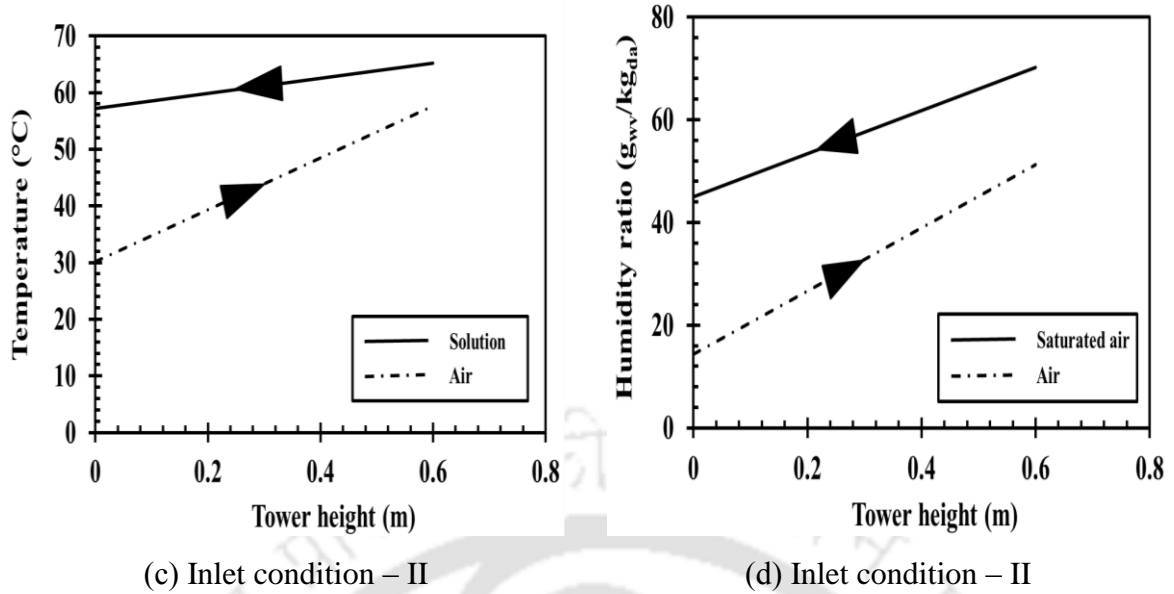 Temperature (°C)
70
60
50
40
30
20
10
0
Solution
Air
0 0.2 0.4 0.6 0.8
Tower height (m)
(c) Inlet condition – II
Humidity ratio (g_wv/kg_da)
80
60
40
20
0
Saturated air
Air
0 0.2 0.4 0.6 0.8
Tower height (m)
(d) Inlet condition – II